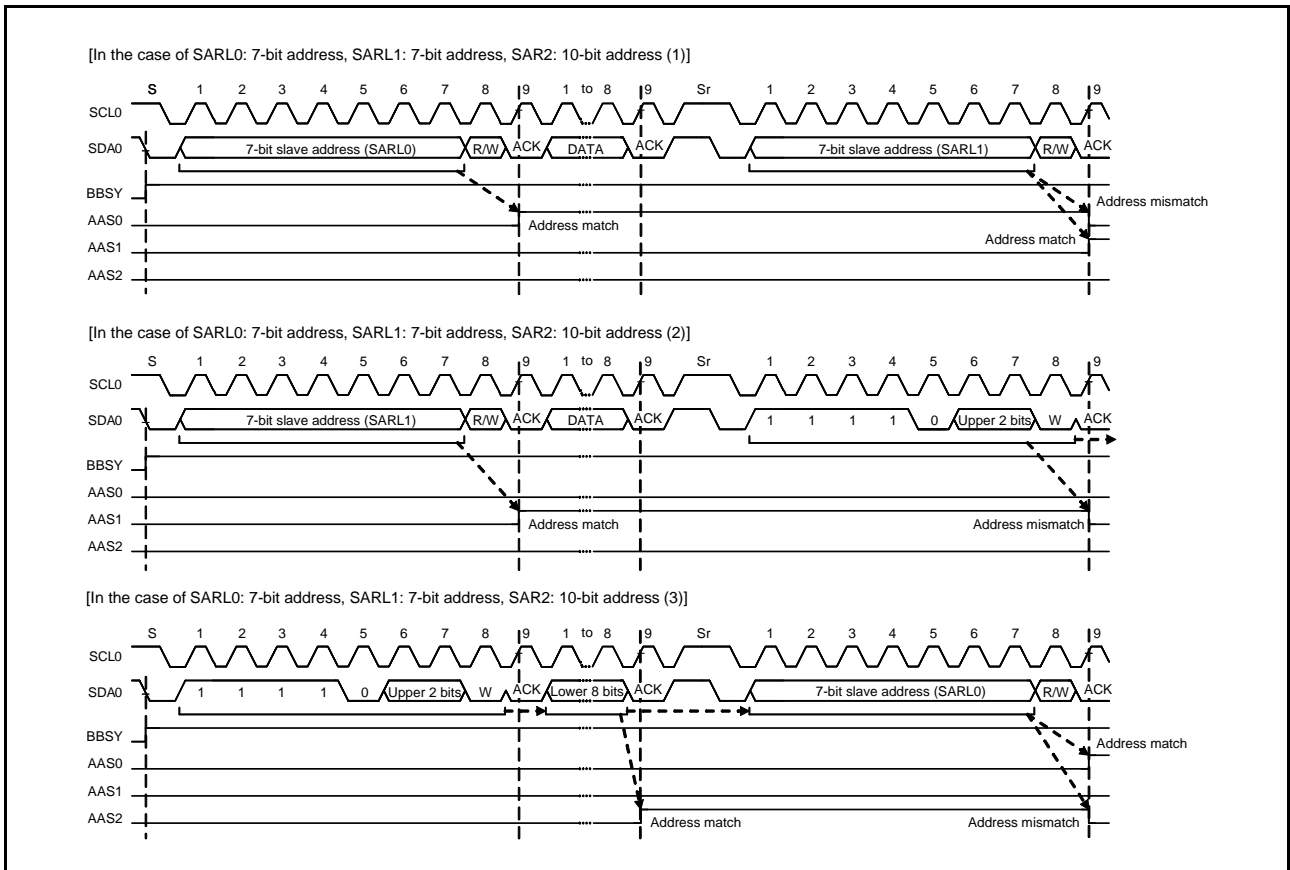 [In the case of SARL0: 7-bit address, SARL1: 7-bit address, SAR2: 10-bit address (1)]
S 1 2 3 4 5 6 7 8 9 1 to 8 9 Sr 1 2 3 4 5 6 7 8 9
SCL0
SDA0 7-bit slave address (SARL0) R/W ACK DATA ACK 7-bit slave address (SARL1) R/W ACK
BBSY
Address mismatch
AAS0 Address match
AAS1 Address match
AAS2
[In the case of SARL0: 7-bit address, SARL1: 7-bit address, SAR2: 10-bit address (2)]
S 1 2 3 4 5 6 7 8 9 1 to 8 9 Sr 1 2 3 4 5 6 7 8 9
SCL0
SDA0 7-bit slave address (SARL1) R/W ACK DATA ACK 1 1 1 1 0 Upper 2 bits W ACK
BBSY
AAS0
AAS1 Address match Address mismatch
AAS2
[In the case of SARL0: 7-bit address, SARL1: 7-bit address, SAR2: 10-bit address (3)]
S 1 2 3 4 5 6 7 8 9 1 to 8 9 Sr 1 2 3 4 5 6 7 8 9
SCL0
SDA0 1 1 1 1 0 Upper 2 bits W ACK Lower 8 bits ACK 7-bit slave address (SARL0) R/W ACK
BBSY
Address match
AAS0
AAS1
AAS2 Address match Address mismatch